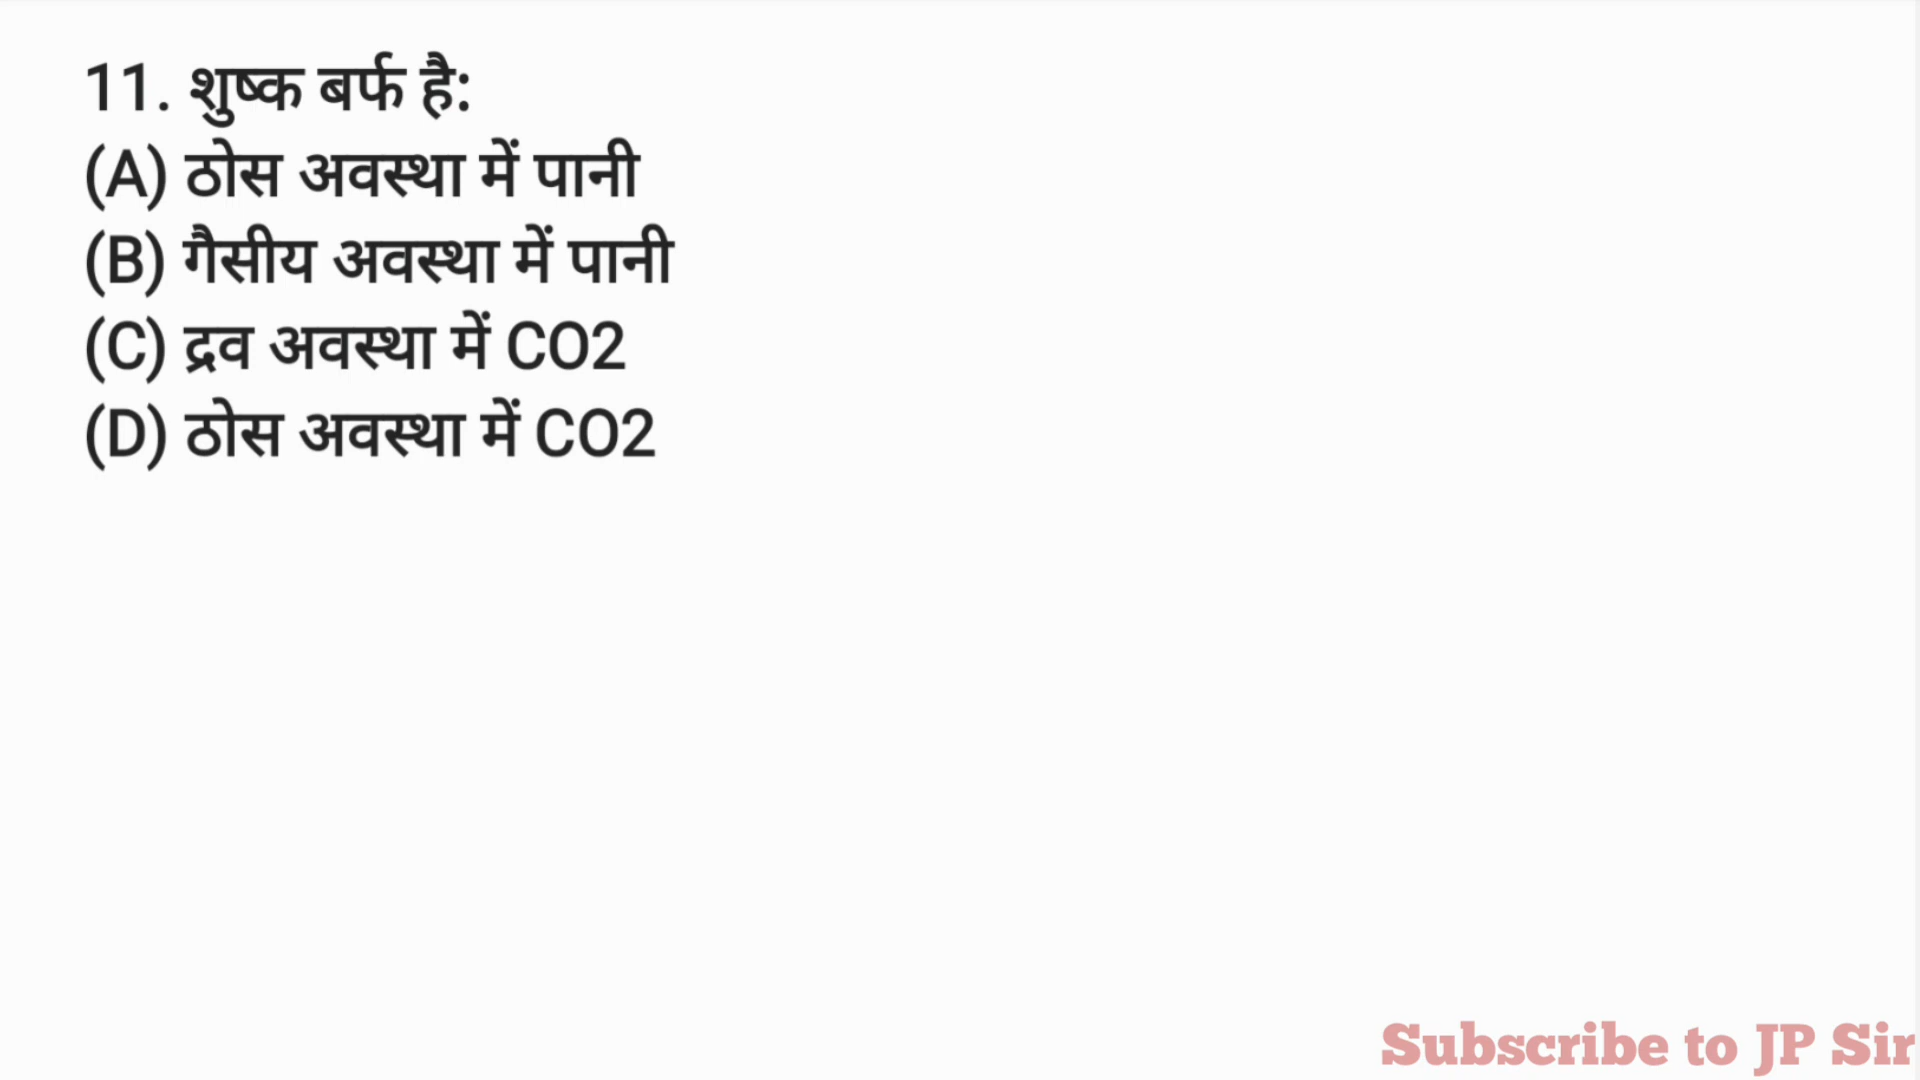 11. शुष्क बर्फ है:
(A) ठोस अवस्था में पानी
(B) गैसीय अवस्था में पानी
(C) द्रव अवस्था में CO2
(D) ठोस अवस्था में CO2
Subscribe to JP Sir